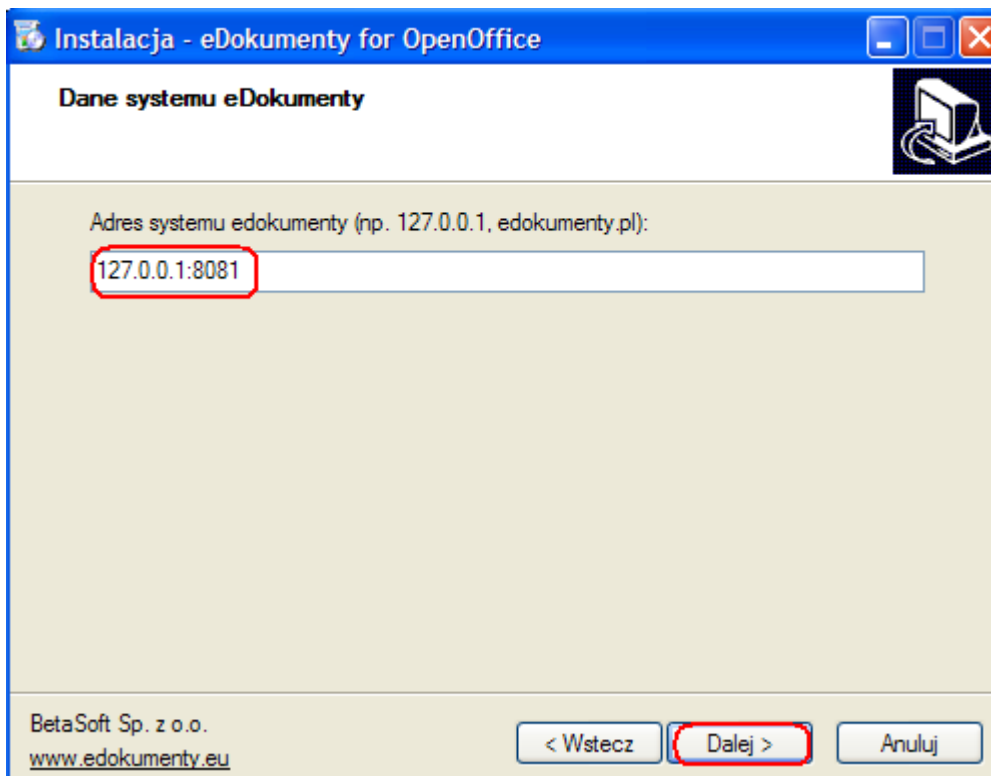 Instalacja - eDokumenty for OpenOffice
Dane systemu eDokumenty
Adres systemu edokumenty (np. 127.0.0.1, edokumenty.pl):
127.0.0.1:8081
BetaSoft Sp. z o.o.
www.edokumenty.eu
< Wstecz
Dalej >
Anuluj